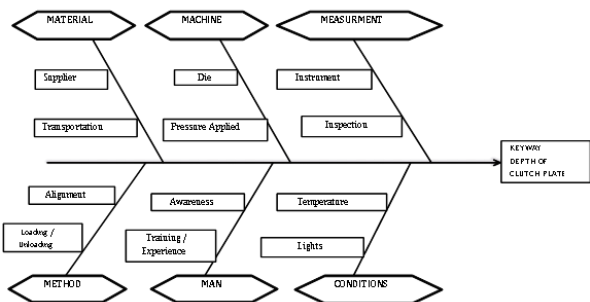 MATERIAL
MACHINE
MEASURMENT
Supplier
Die
Instrument
Transportation
Pressure Applied
Inspection
KEYWAY
DEPTH OF
CLUTCH PLATE
Alignment
Awareness
Temperature
Loading /
Unloading
Training /
Experience
Lights
METHOD
MAN
CONDITIONS